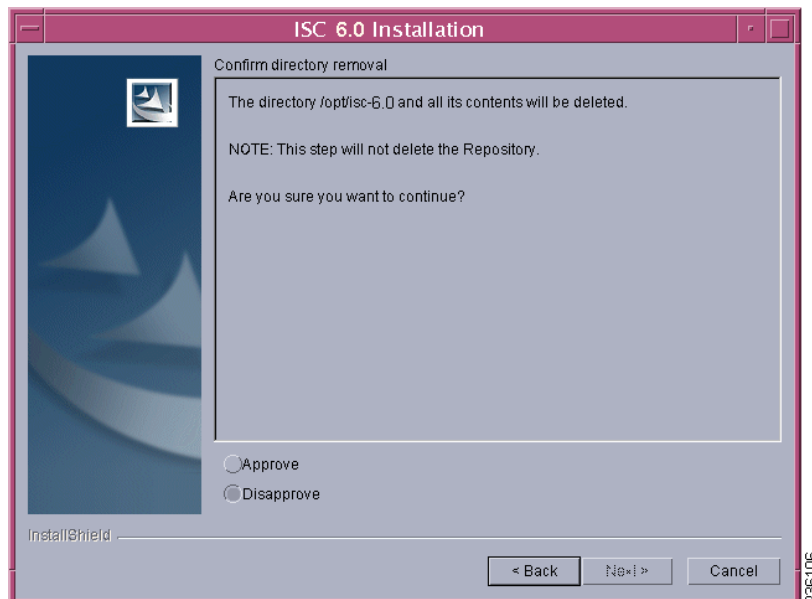 ISC 6.0 Installation
Confirm directory removal
The directory /opt/isc-6.0 and all its contents will be deleted.
NOTE: This step will not delete the Repository.
Are you sure you want to continue?
Approve
Disapprove
InstallShield
< Back
Next >
Cancel